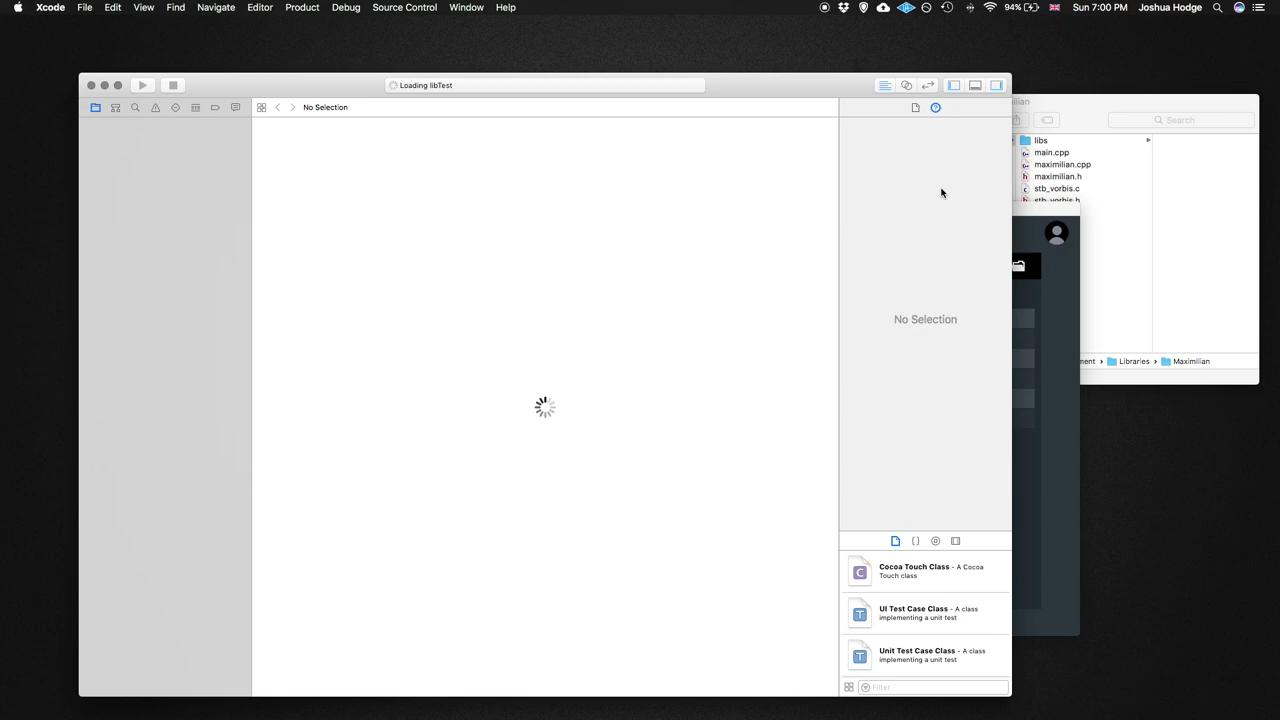 Xcode File Edit View Find Navigate Editor Product Debug Source Control Window Help 94% Sun 7:00 PM Joshua Hodge
Loading libTest
No Selection
No Selection
Cocoa Touch Class - A Cocoa
Touch class
UI Test Case Class - A class
implementing a unit test
Unit Test Case Class - A class
implementing a unit test
Filter
Search
libs
main.cpp
maximilian.cpp
maximilian.h
stb_vorbis.c
stb_vorbis.h
Libraries › Maximilian